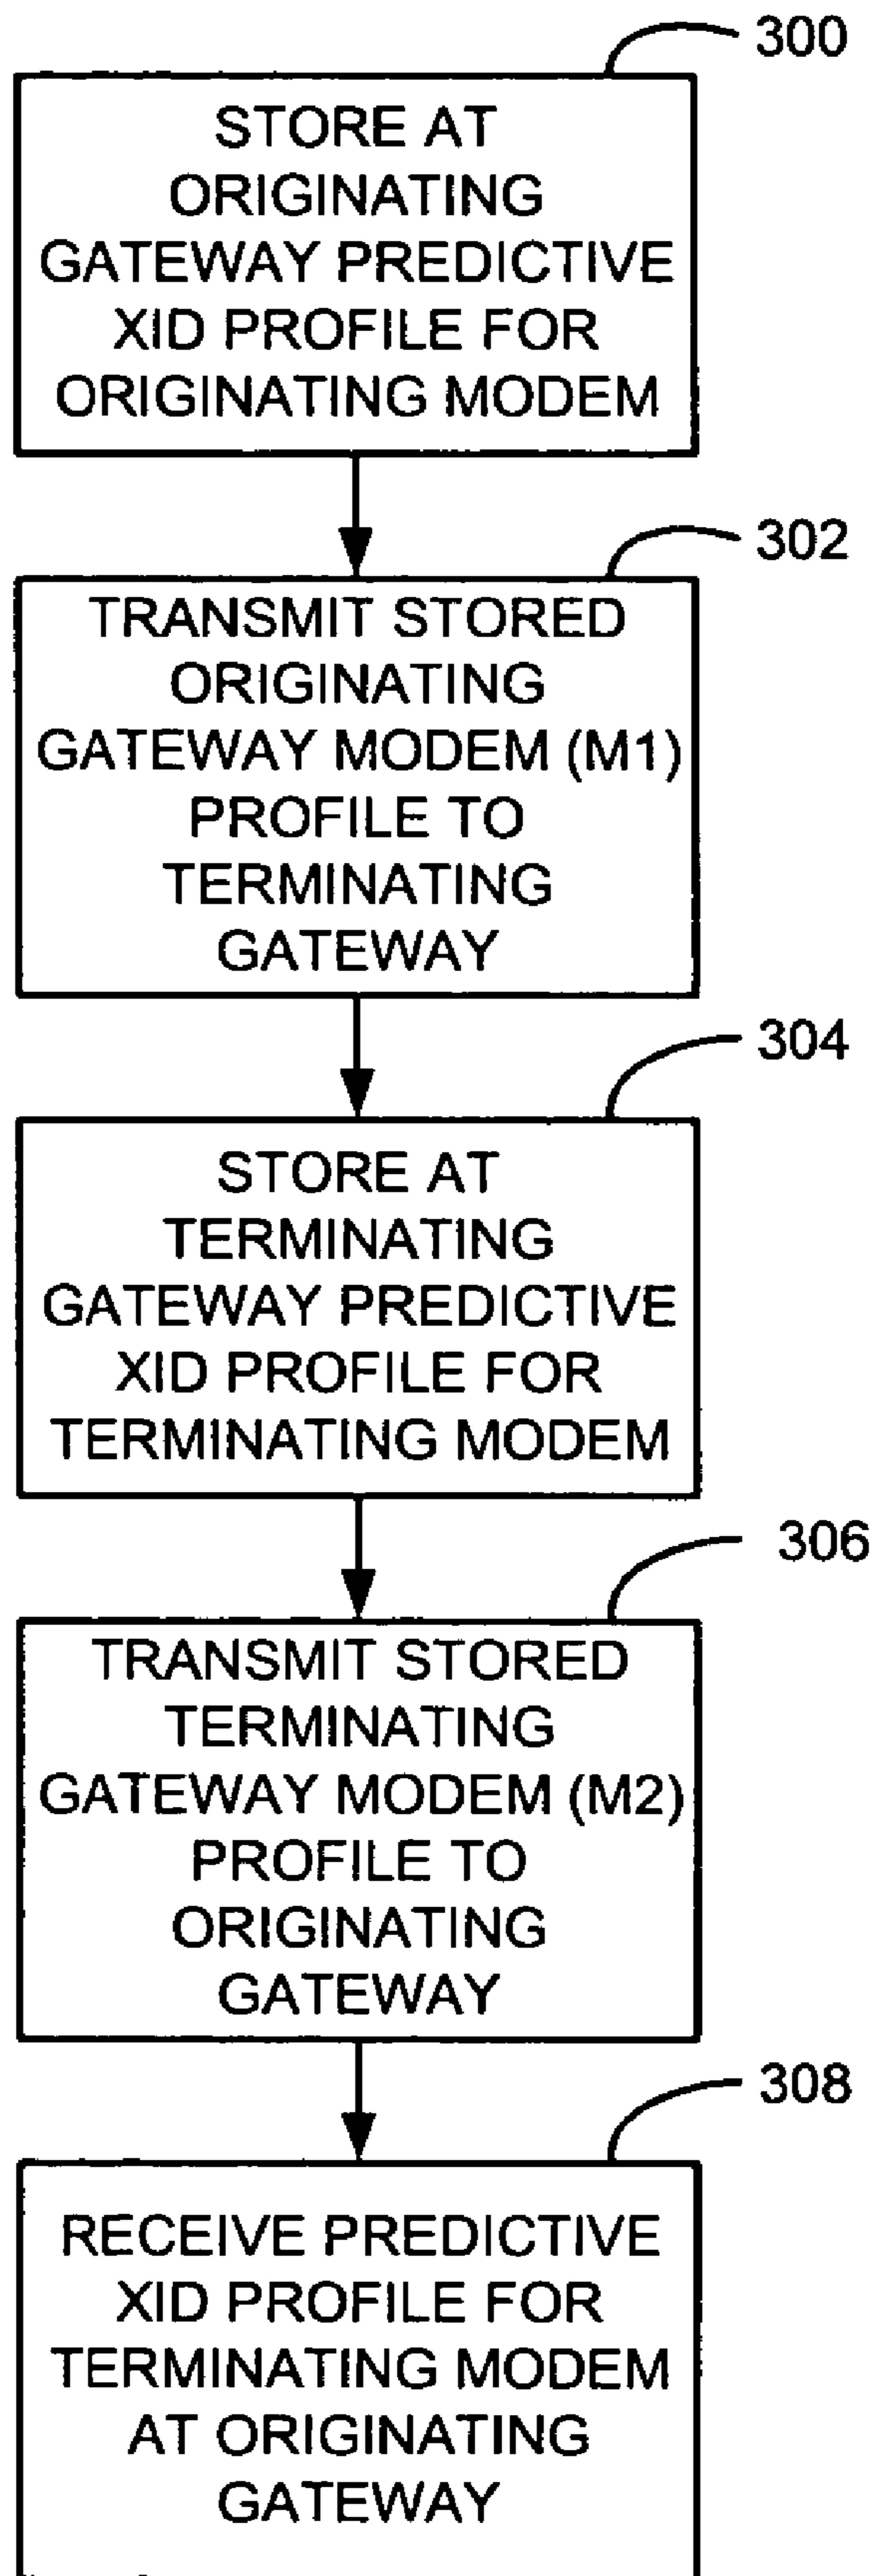 300
STORE AT
ORIGINATING
GATEWAY PREDICTIVE
XID PROFILE FOR
ORIGINATING MODEM
302
TRANSMIT STORED
ORIGINATING
GATEWAY MODEM (M1)
PROFILE TO
TERMINATING
GATEWAY
304
STORE AT
TERMINATING
GATEWAY PREDICTIVE
XID PROFILE FOR
TERMINATING MODEM
306
TRANSMIT STORED
TERMINATING
GATEWAY MODEM (M2)
PROFILE TO
ORIGINATING
GATEWAY
308
RECEIVE PREDICTIVE
XID PROFILE FOR
TERMINATING MODEM
AT ORIGINATING
GATEWAY